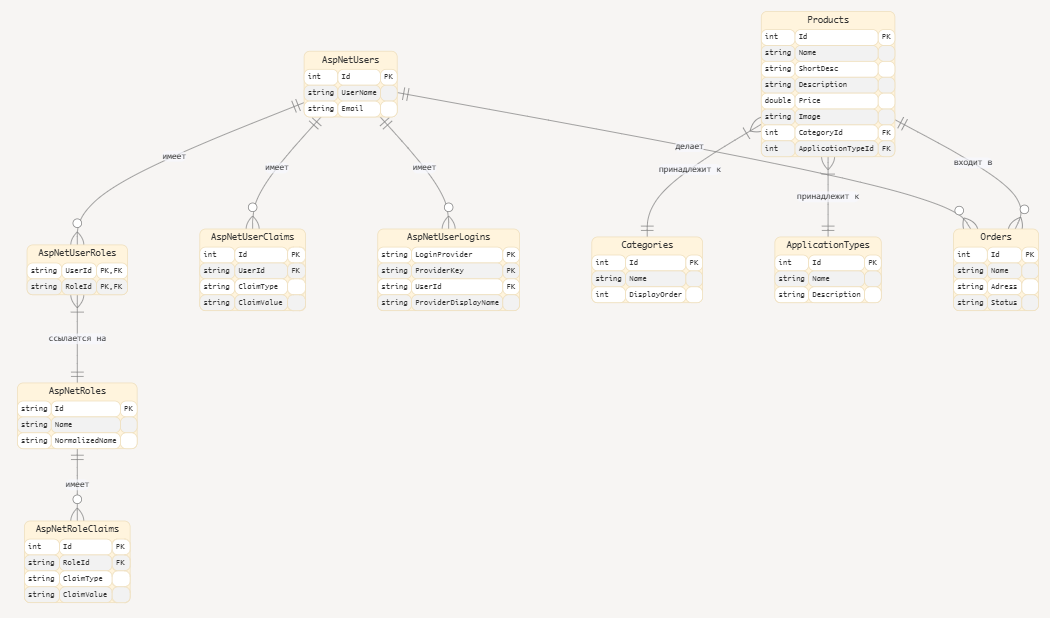 Products
int Id PK
string Name
string ShortDesc
string Description
double Price
string Image
int CategoryId FK
int ApplicationTypeId FK
AspNetUsers
int Id PK
string UserName
string Email
имеет
имеет
имеет
делает
принадлежит к
принадлежит к
входит в
AspNetUserRoles
string UserId PK,FK
string RoleId PK,FK
AspNetUserClaims
int Id PK
string UserId FK
string ClaimType
string ClaimValue
AspNetUserLogins
string LoginProvider PK
string ProviderKey PK
string UserId FK
string ProviderDisplayName
Categories
int Id PK
string Name
int DisplayOrder
ApplicationTypes
int Id PK
string Name
string Description
Orders
int Id PK
string Name
string Adress
string Status
ссылается на
AspNetRoles
string Id PK
string Name
string NormalizedName
имеет
AspNetRoleClaims
int Id PK
string RoleId FK
string ClaimType
string ClaimValue